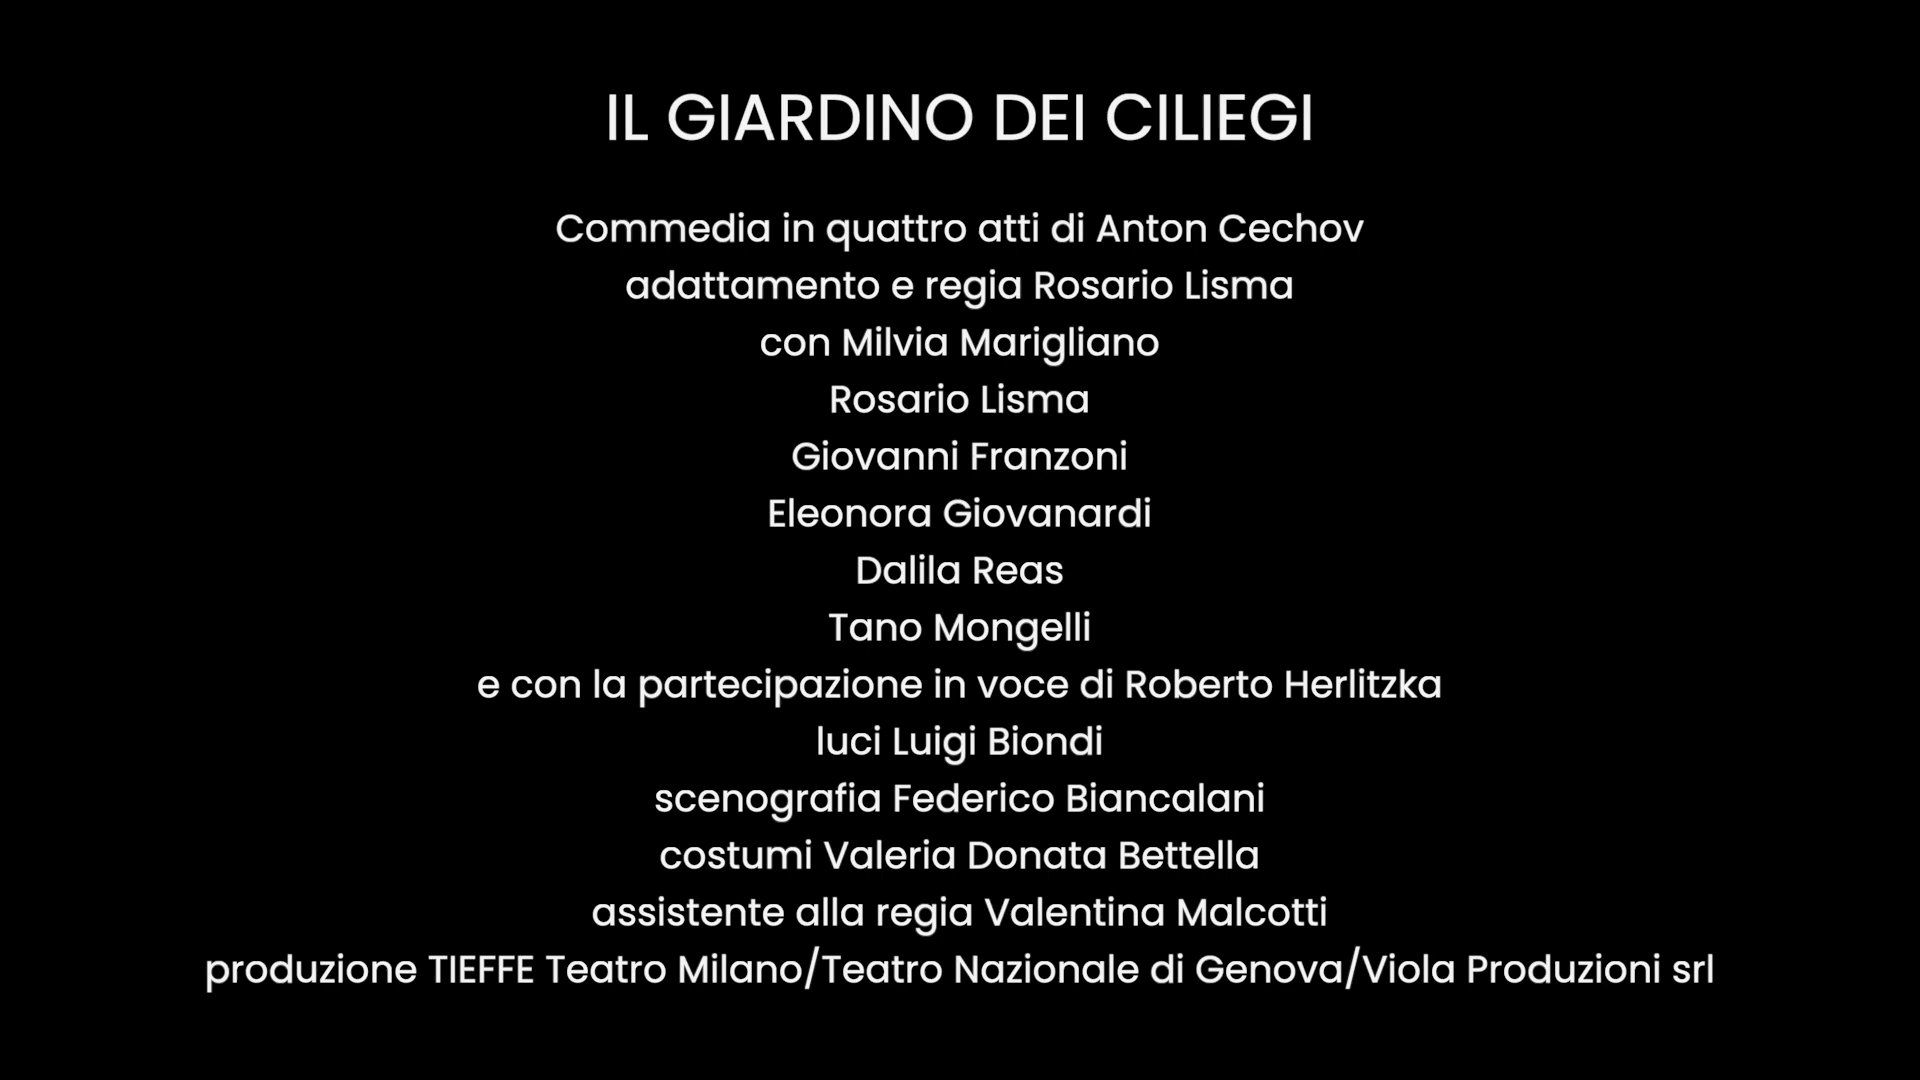 IL GIARDINO DEI CILIEGI
Commedia in quattro atti di Anton Cechov
adattamento e regia Rosario Lisma
con Milvia Marigliano
Rosario Lisma
Giovanni Franzoni
Eleonora Giovanardi
Dalila Reas
Tano Mongelli
e con la partecipazione in voce di Roberto Herlitzka
luci Luigi Biondi
scenografia Federico Biancalani
costumi Valeria Donata Bettella
assistente alla regia Valentina Malcotti
produzione TIEFFE Teatro Milano/Teatro Nazionale di Genova/Viola Produzioni srl